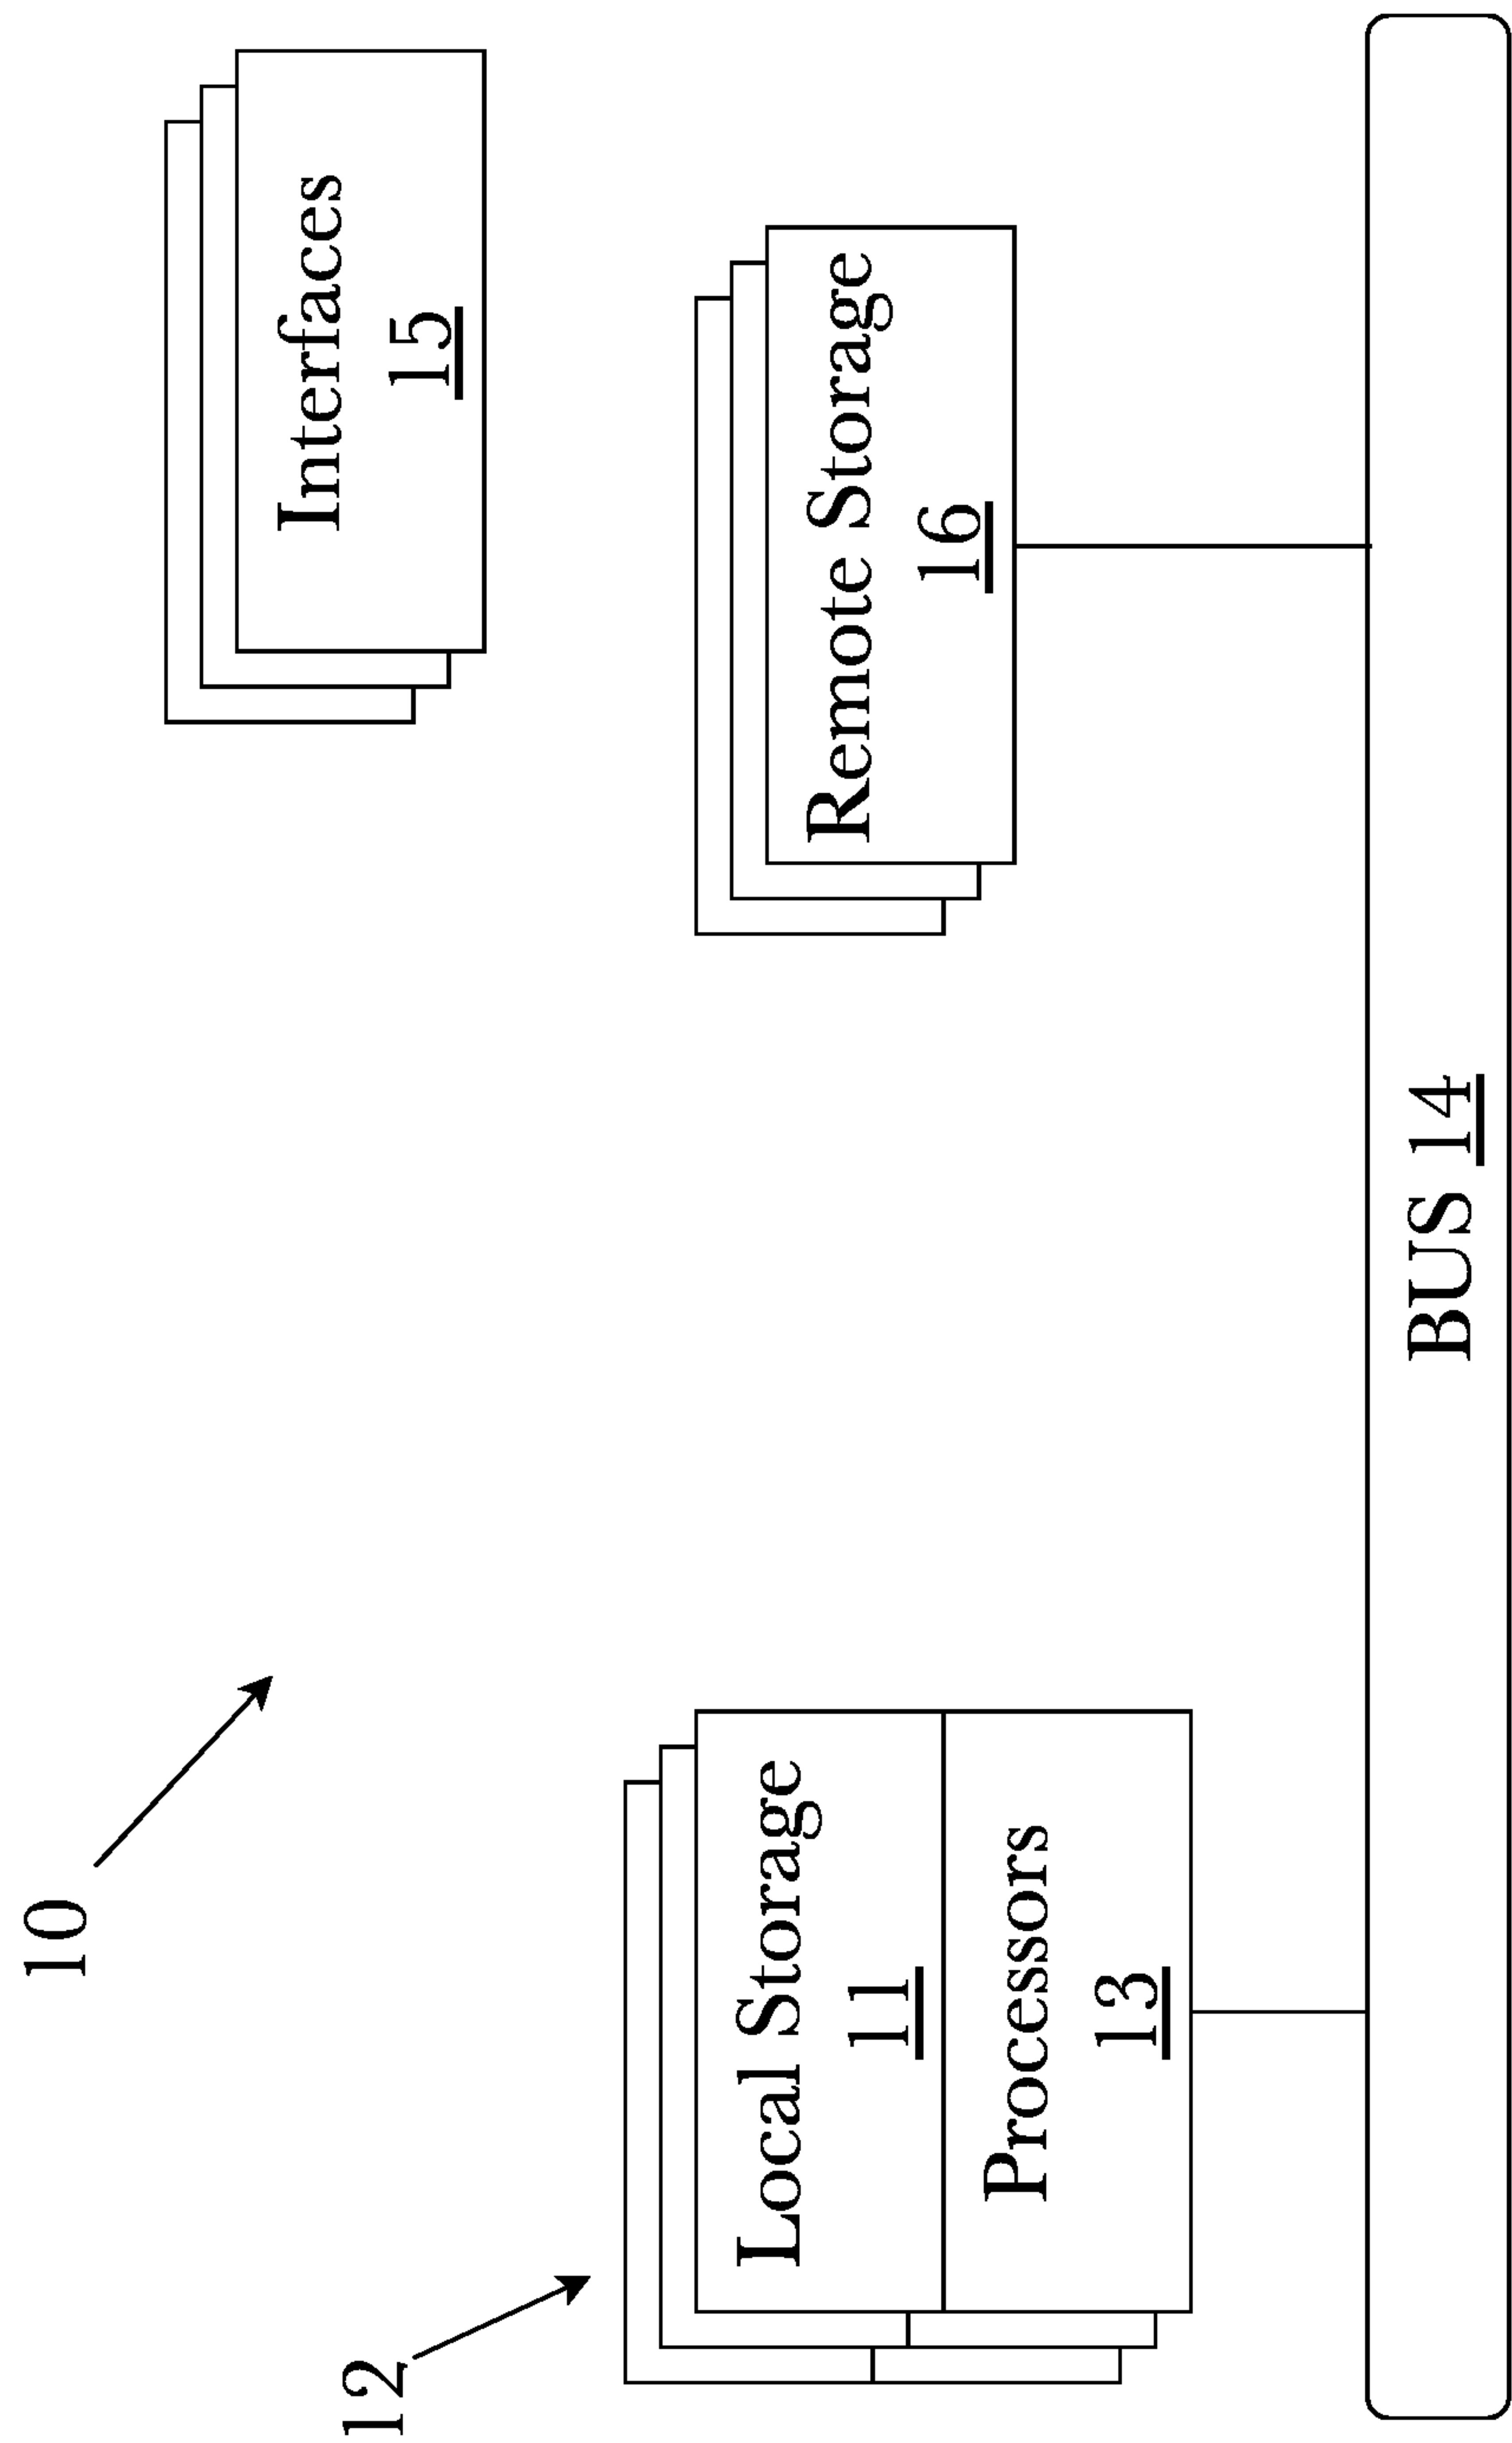 10
12
Interfaces
15
Local Storage
11
Processors
13
Remote Storage
16
BUS 14